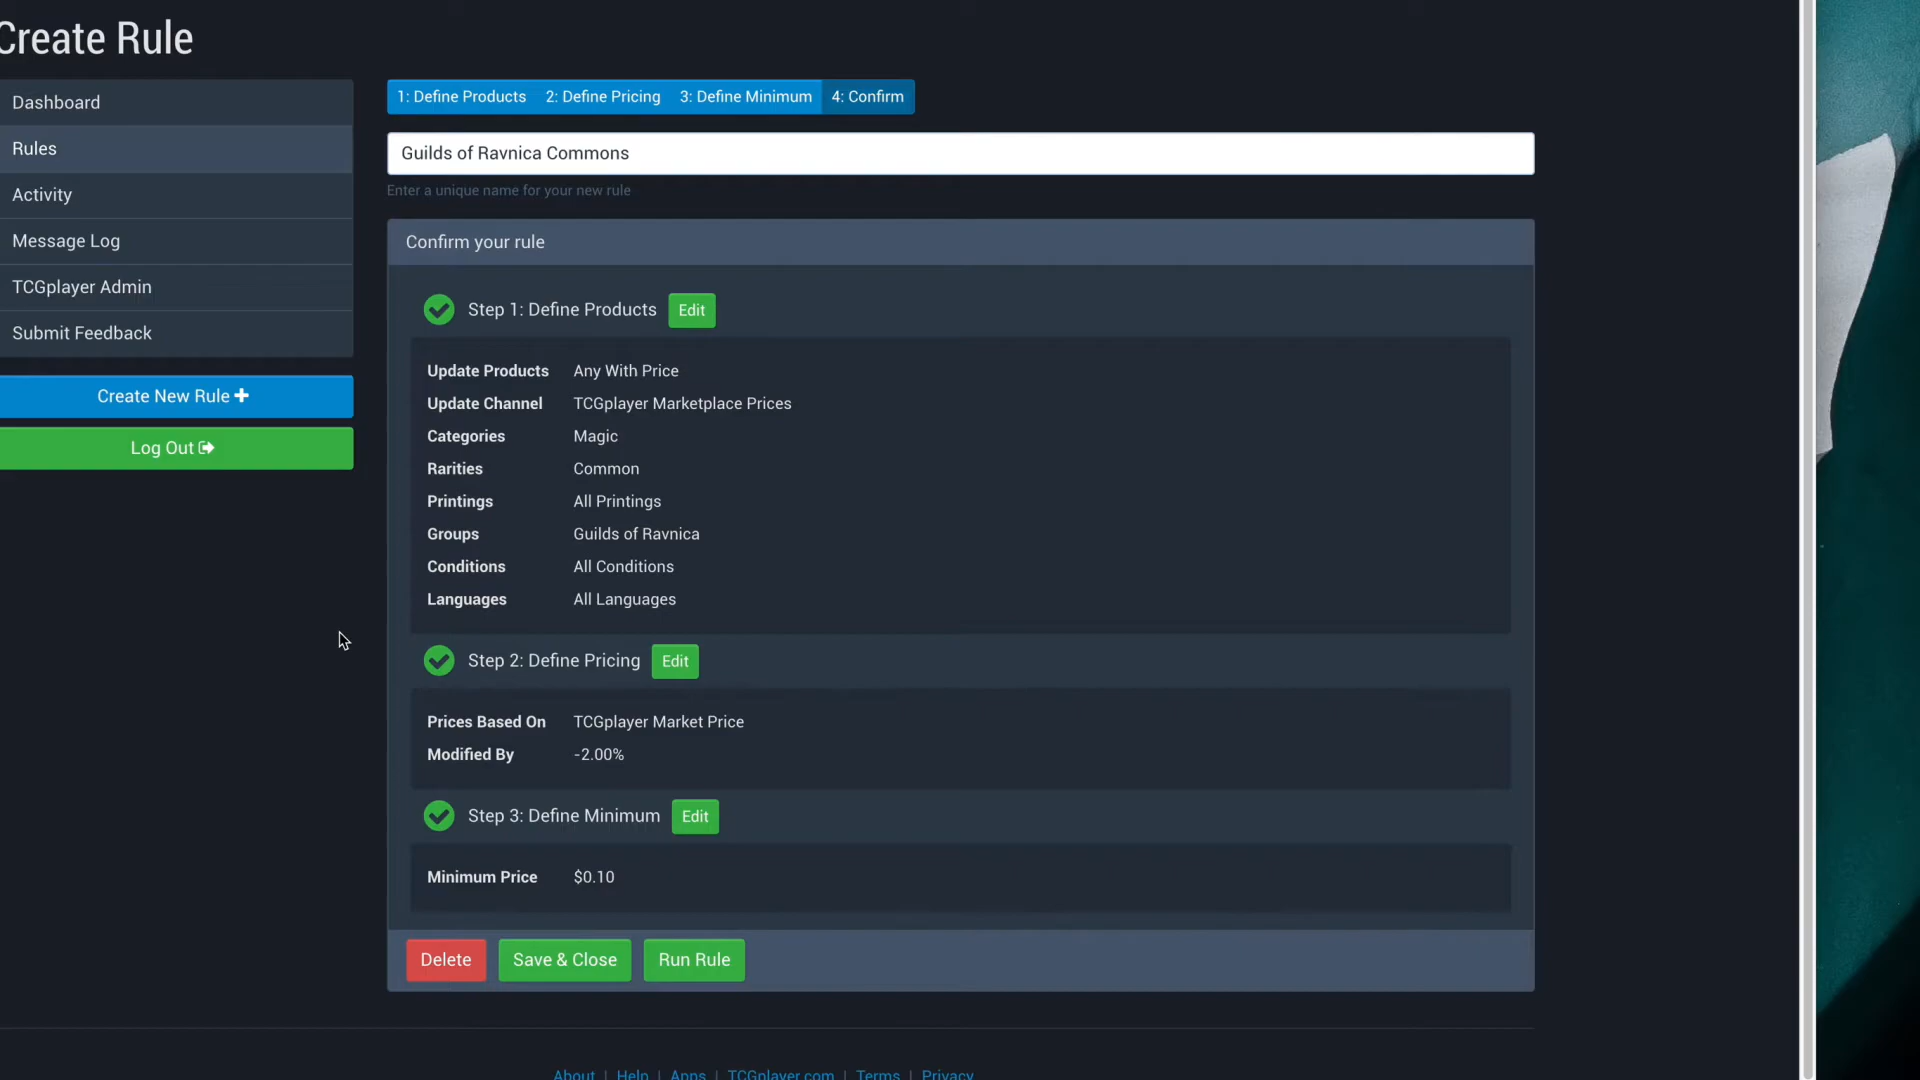 Create Rule
Dashboard
Rules
Activity
Message Log
TCGplayer Admin
Submit Feedback
Create New Rule
Log Out
1: Define Products 2: Define Pricing 3: Define Minimum 4: Confirm
Guilds of Ravnica Commons
Enter a unique name for your new rule
Confirm your rule
Step 1: Define Products Edit
Update Products Any With Price
Update Channel TCGplayer Marketplace Prices
Categories Magic
Rarities Common
Printings All Printings
Groups Guilds of Ravnica
Conditions All Conditions
Languages All Languages
Step 2: Define Pricing Edit
Prices Based On TCGplayer Market Price
Modified By -2.00%
Step 3: Define Minimum Edit
Minimum Price $0.10
Delete Save & Close Run Rule
About | Help | Apps | TCGplayer.com | Terms | Privacy